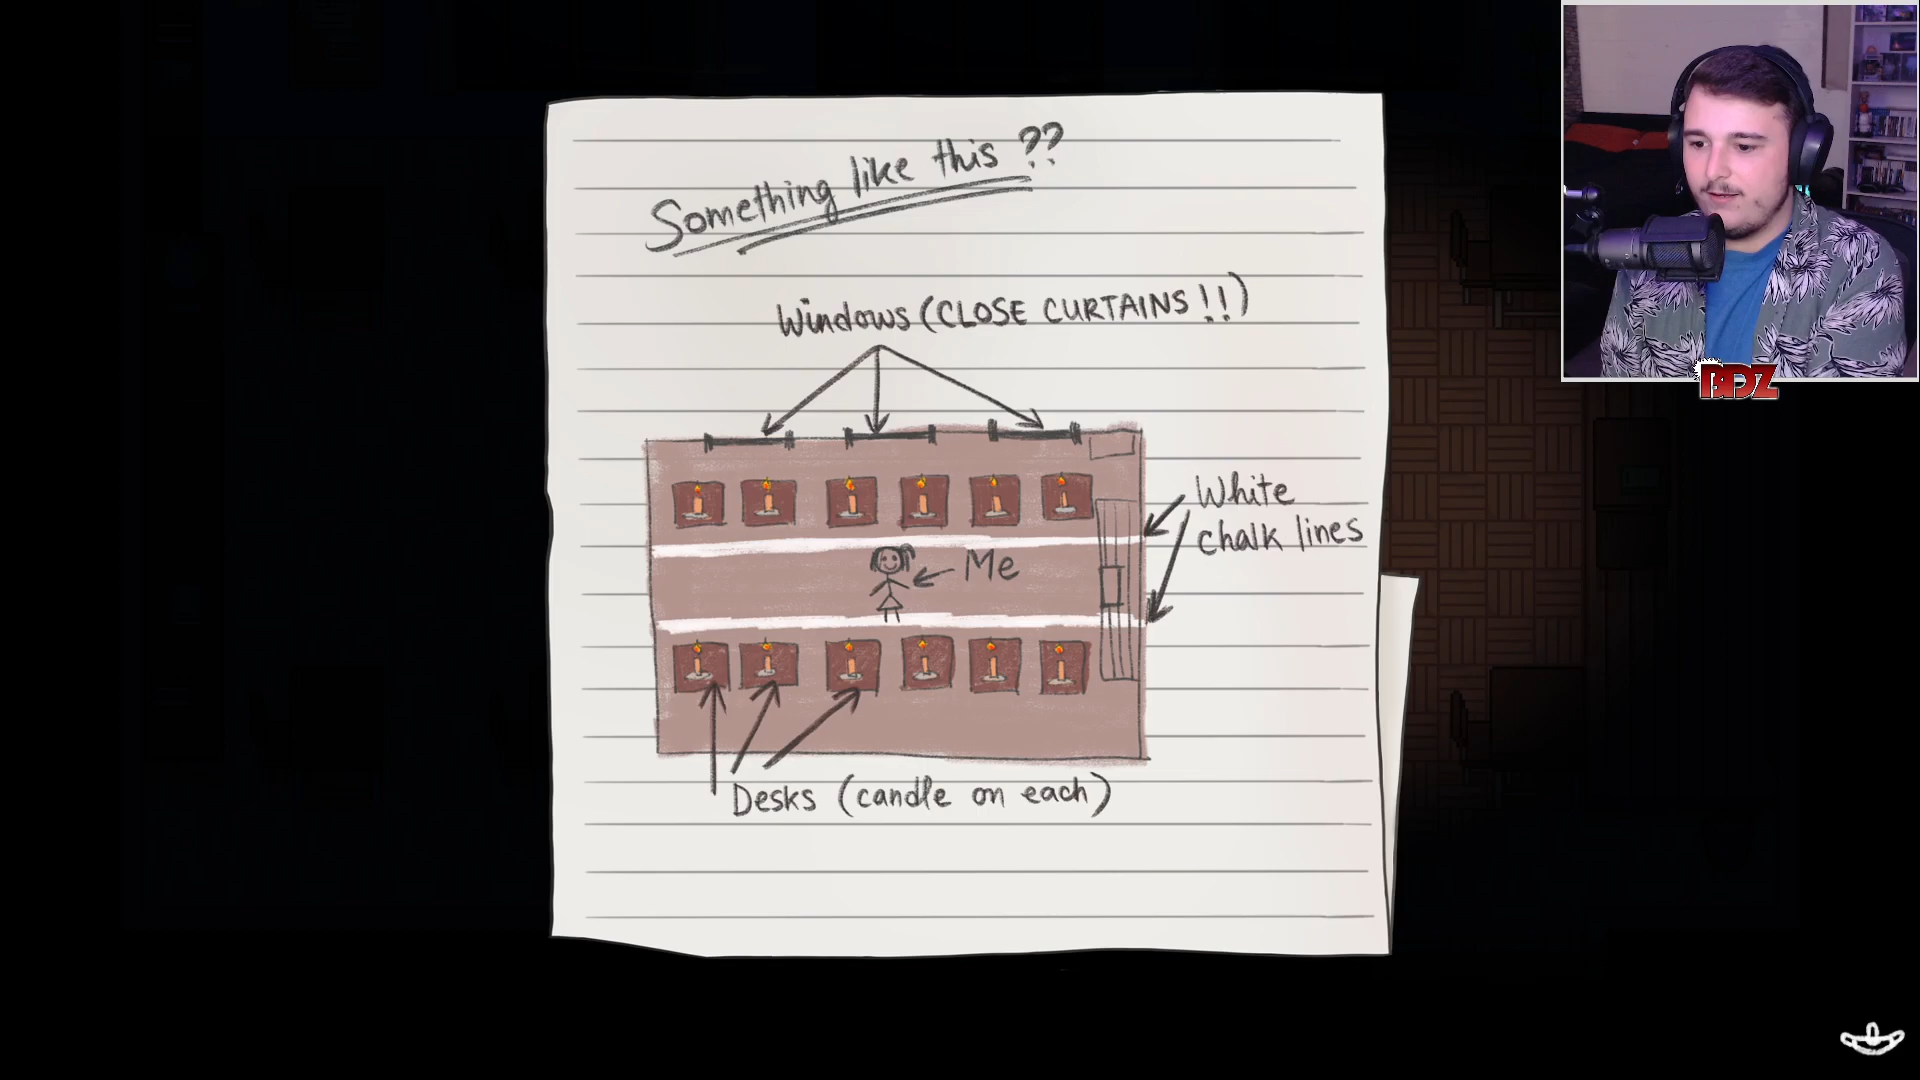 Something like this ??
Windows (CLOSE CURTAINS !!)
White
chalk lines
Me
Desks (candle on each)